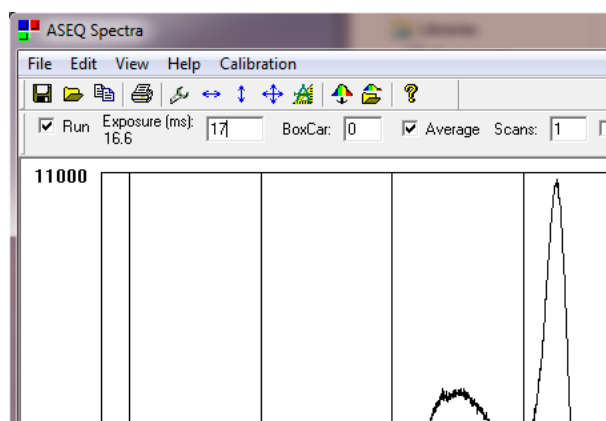 ASEQ Spectra
File Edit View Help Calibration
Run Exposure (ms): 17 BoxCar: 0 Average Scans: 1
16.6
11000